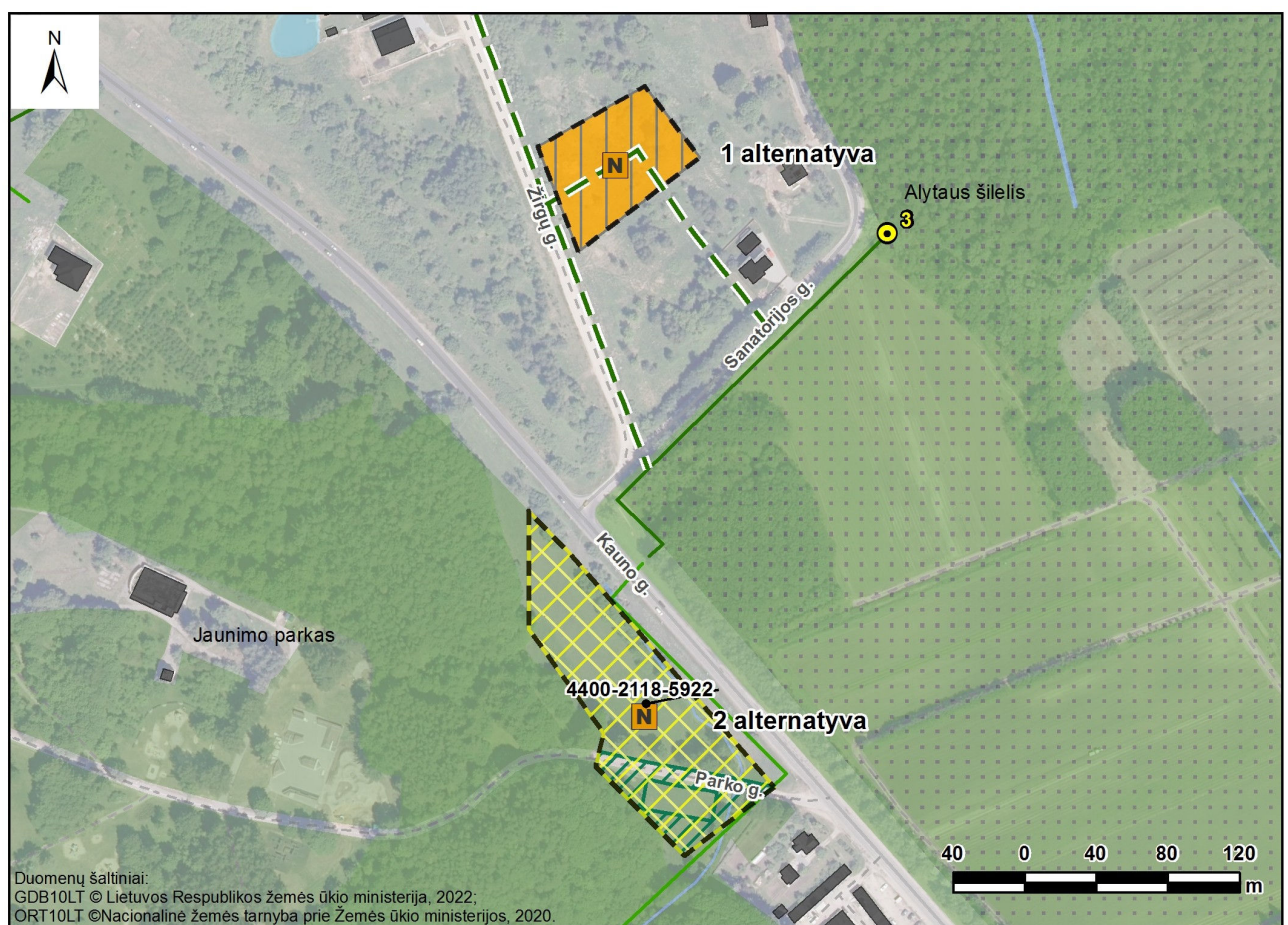 N
1 alternatyva
N
Alytaus šilelis
3
Žirgų g.
Sanatorijos g.
Kauno g.
Jaunimo parkas
4400-2118-5922-
N
2 alternatyva
Parko g.
40 0 40 80 120
m
Duomenų šaltiniai:
GDB10LT © Lietuvos Respublikos žemės ūkio ministerija, 2022;
ORT10LT ©Nacionalinė žemės tarnyba prie Žemės ūkio ministerijos, 2020.